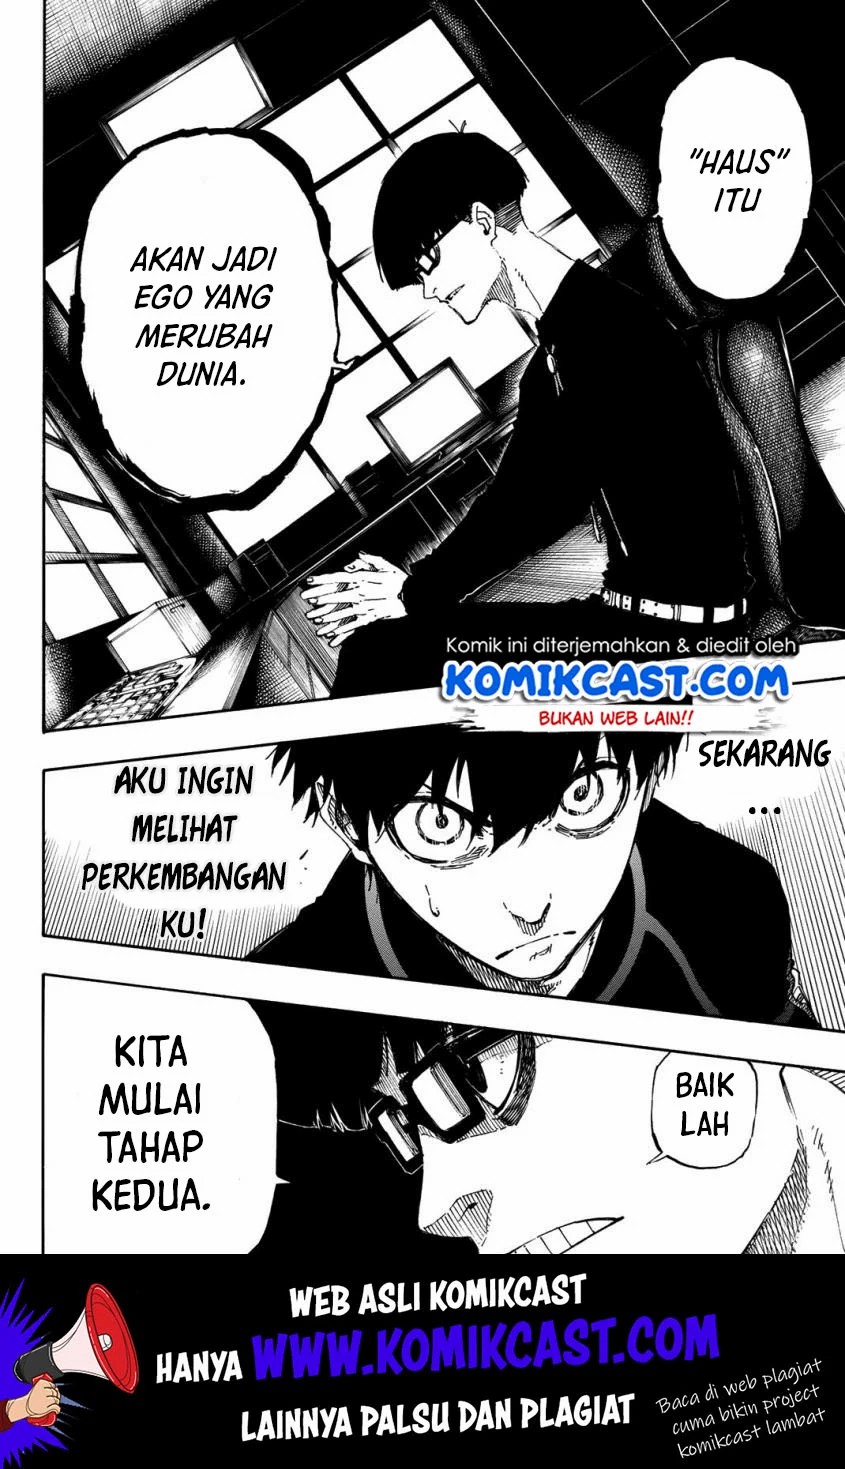 "HAUS"
ITU
AKAN JADI
EGO YANG
MERUBAH
DUNIA.
Komik ini diterjemahkan & diedit oleh
KOMIKCAST.COM
BUKAN WEB LAIN!!
SEKARANG
...
AKU INGIN
MELIHAT
PERKEMBANGAN
KU!
BAIK
LAH
KITA
MULAI
TAHAP
KEDUA.
WEB ASLI KOMIKCAST
HANYA WWW.KOMIKCAST.COM
LAINNYA PALSU DAN PLAGIAT
Baca di web plagiat
cuma bikin project
komikcast lambat